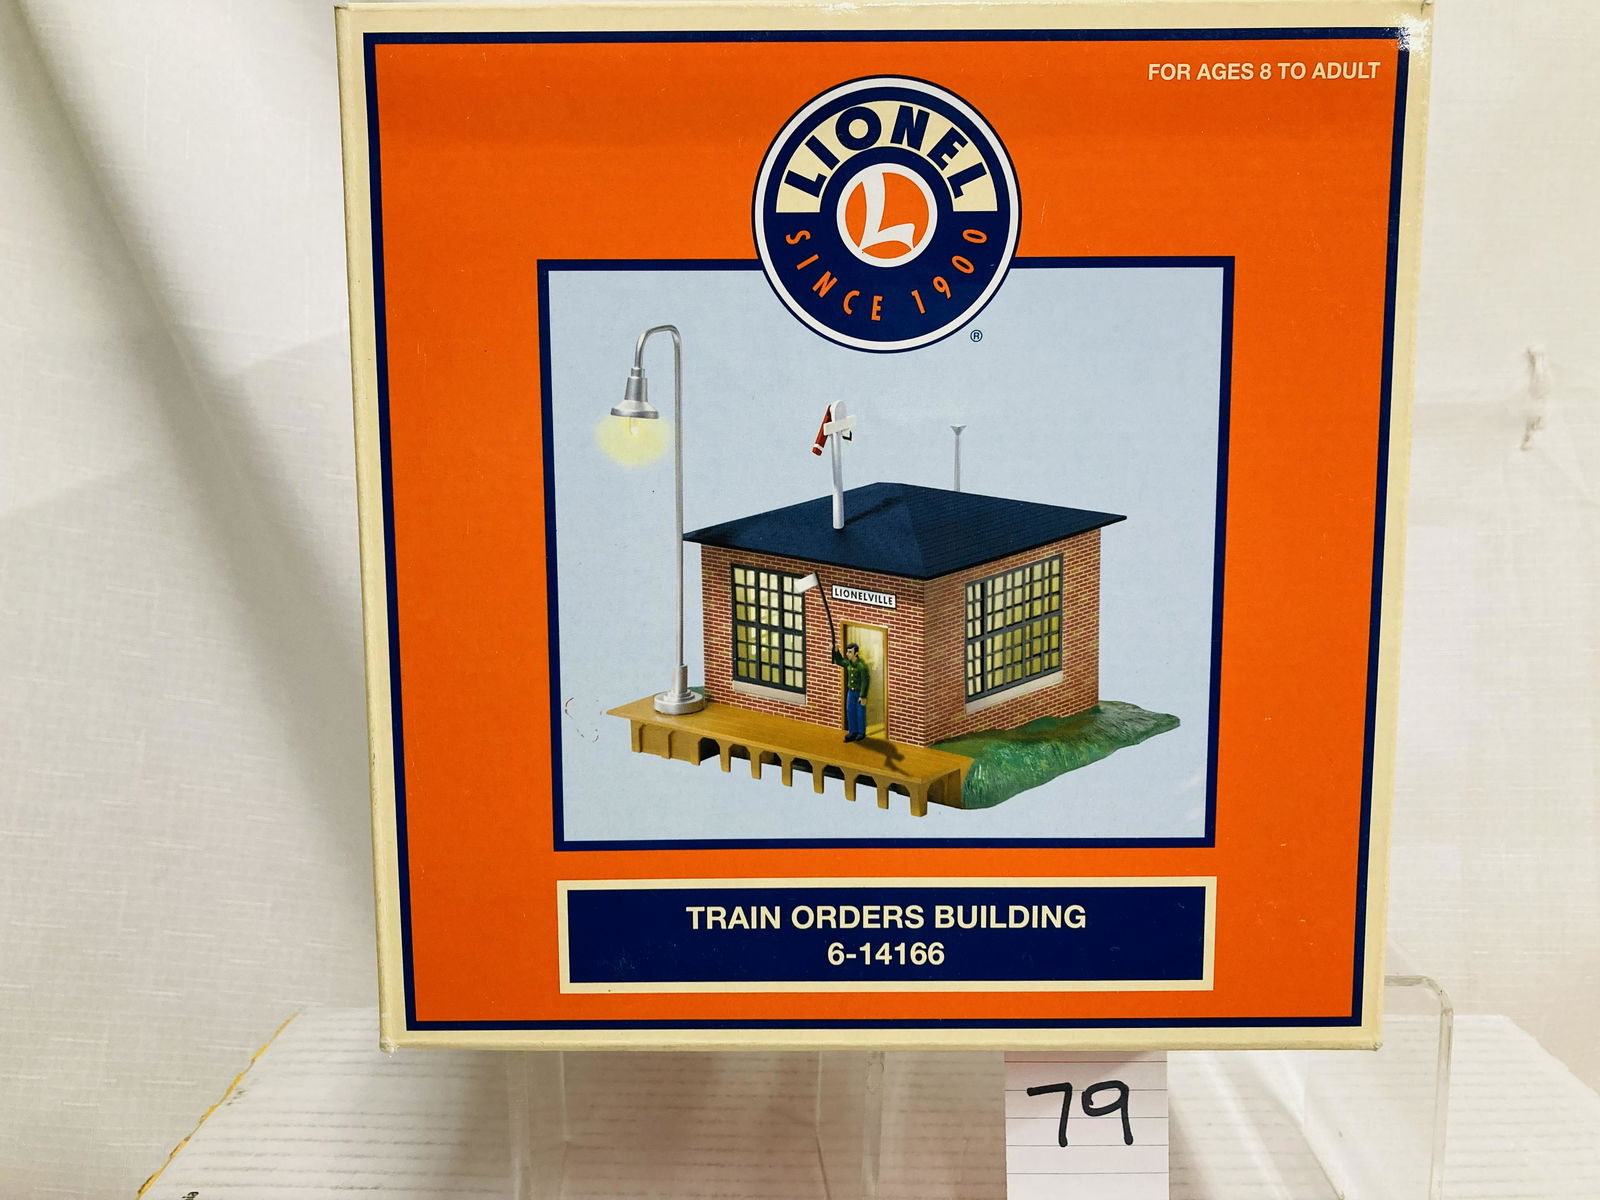 FOR AGES 8 TO ADULT
LIONEL
L
SINCE 1900
®
LIONELVILLE
TRAIN ORDERS BUILDING
6-14166
79